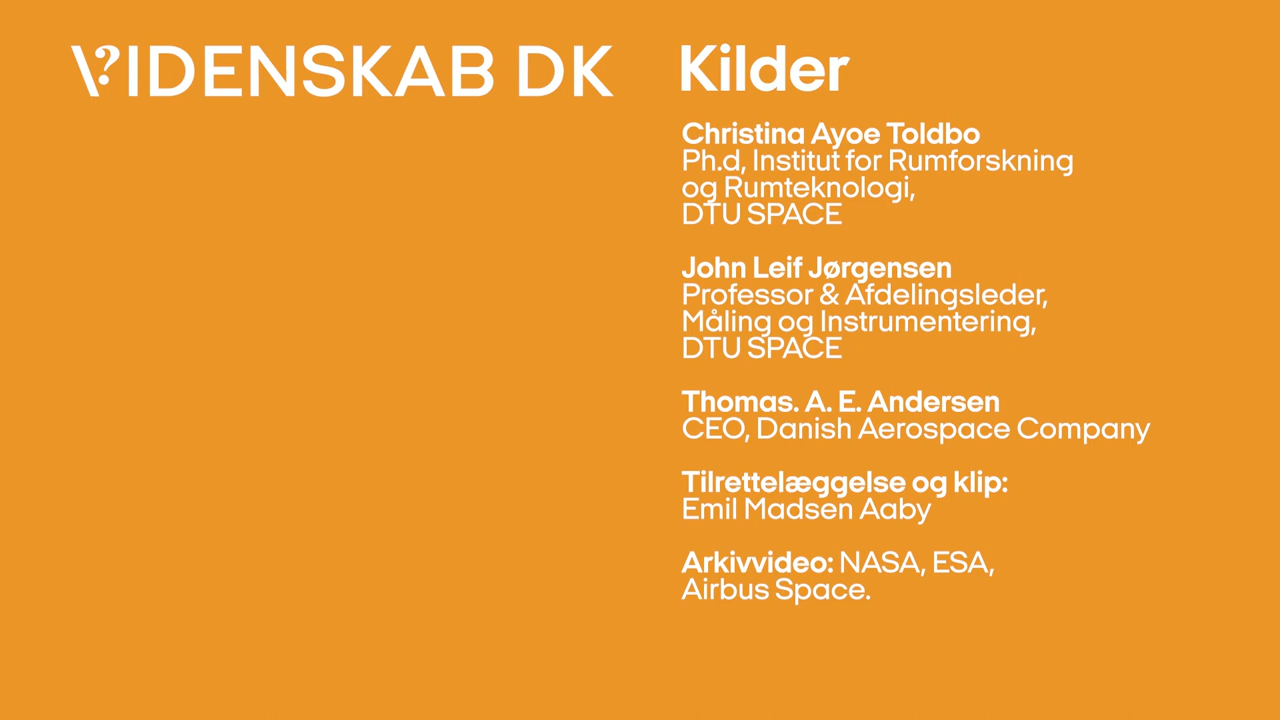 VIDENSKAB DK
Kilder
Christina Ayoe Toldbo
Ph.d, Institut for Rumforskning
og Rumteknologi,
DTU SPACE
John Leif Jørgensen
Professor & Afdelingsleder,
Måling og Instrumentering,
DTU SPACE
Thomas. A. E. Andersen
CEO, Danish Aerospace Company
Tilrettelæggelse og klip:
Emil Madsen Aaby
Arkivvideo: NASA, ESA,
Airbus Space.